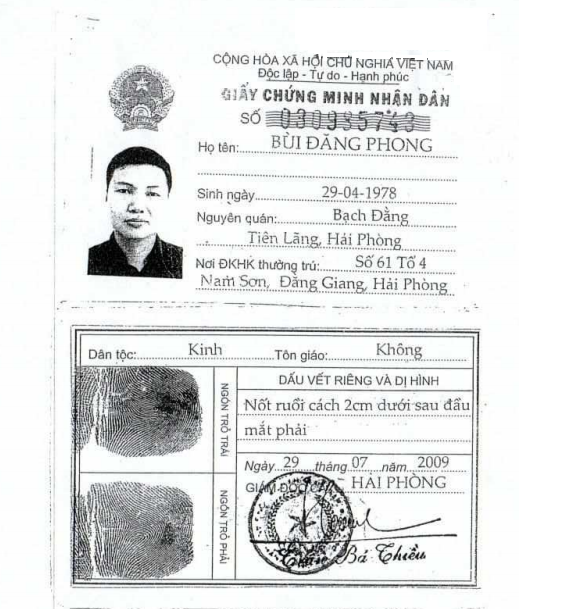 CỘNG HÒA XÃ HỘI CHỦ NGHĨA VIỆT NAM
Độc lập - Tự do - Hạnh phúc
GIẤY CHỨNG MINH NHÂN DÂN
SỐ 030985743
Họ tên: BÙI ĐĂNG PHONG
Sinh ngày 29-04-1978
Nguyên quán: Bạch Đằng
Tiên Lãng, Hải Phòng
Nơi ĐKHK thường trú: Số 61 Tổ 4
Nam Sơn, Đằng Giang, Hải Phòng
Dân tộc: Kinh Tôn giáo: Không
NGÓN TRỎ TRÁI
NGÓN TRỎ PHẢI
DẤU VẾT RIÊNG VÀ DỊ HÌNH
Nốt ruồi cách 2cm dưới sau đầu
mắt phải
Ngày 29 tháng 07 năm 2009
GIÁM ĐỐC CA HẢI PHÒNG
Trần Bá Thiều